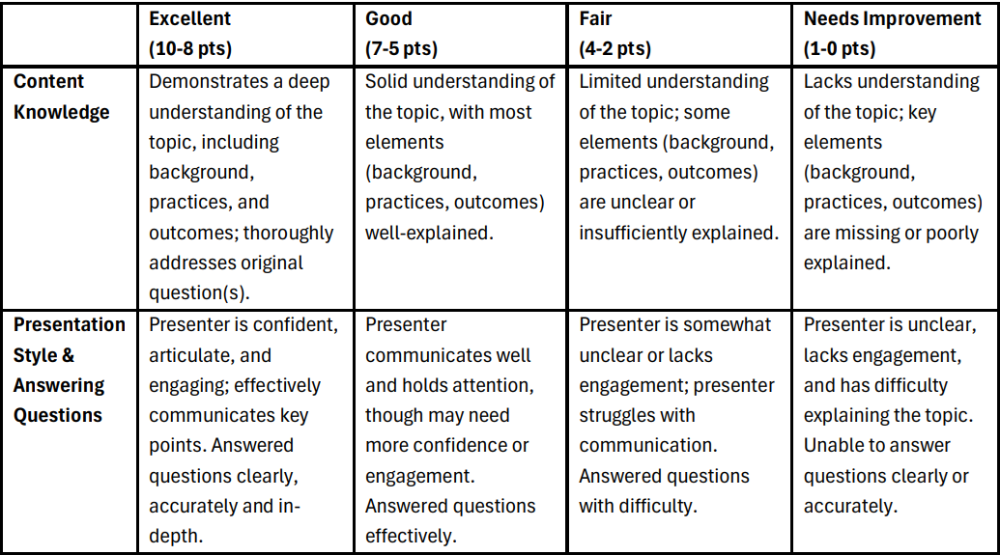 Excellent
(10-8 pts)
Good
(7-5 pts)
Fair
(4-2 pts)
Needs Improvement
(1-0 pts)
Content
Knowledge
Demonstrates a deep
understanding of the
topic, including
background,
practices, and
outcomes; thoroughly
addresses original
question(s).
Solid understanding of
the topic, with most
elements
(background,
practices, outcomes)
well-explained.
Limited understanding
of the topic; some
elements (background,
practices, outcomes)
are unclear or
insufficiently explained.
Lacks understanding
of the topic; key
elements
(background,
practices, outcomes)
are missing or poorly
explained.
Presentation
Style &
Answering
Questions
Presenter is confident,
articulate, and
engaging; effectively
communicates key
points. Answered
questions clearly,
accurately and in-
depth.
Presenter
communicates well
and holds attention,
though may need
more confidence or
engagement.
Answered questions
effectively.
Presenter is somewhat
unclear or lacks
engagement; presenter
struggles with
communication.
Answered questions
with difficulty.
Presenter is unclear,
lacks engagement,
and has difficulty
explaining the topic.
Unable to answer
questions clearly or
accurately.